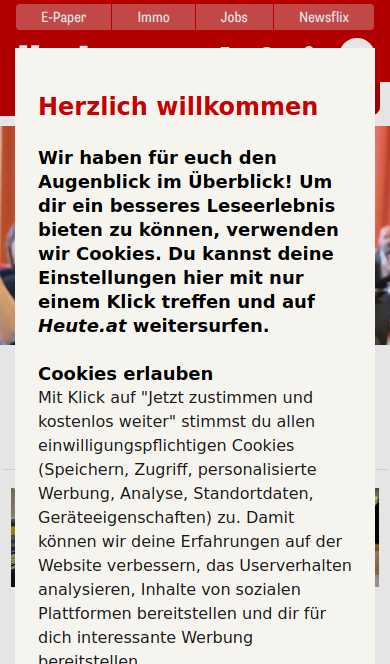 E-Paper Immo Jobs Newsflix
Herzlich willkommen
Wir haben für euch den
Augenblick im Überblick! Um
dir ein besseres Leseerlebnis
bieten zu können, verwenden
wir Cookies. Du kannst deine
Einstellungen hier mit nur
einem Klick treffen und auf
Heute.at weitersurfen.
Cookies erlauben
Mit Klick auf "Jetzt zustimmen und
kostenlos weiter" stimmst du allen
einwilligungspflichtigen Cookies
(Speichern, Zugriff, personalisierte
Werbung, Analyse, Standortdaten,
Geräteeigenschaften) zu. Damit
können wir deine Erfahrungen auf der
Website verbessern, das Userverhalten
analysieren, Inhalte von sozialen
Plattformen bereitstellen und dir für
dich interessante Werbung
bereitstellen